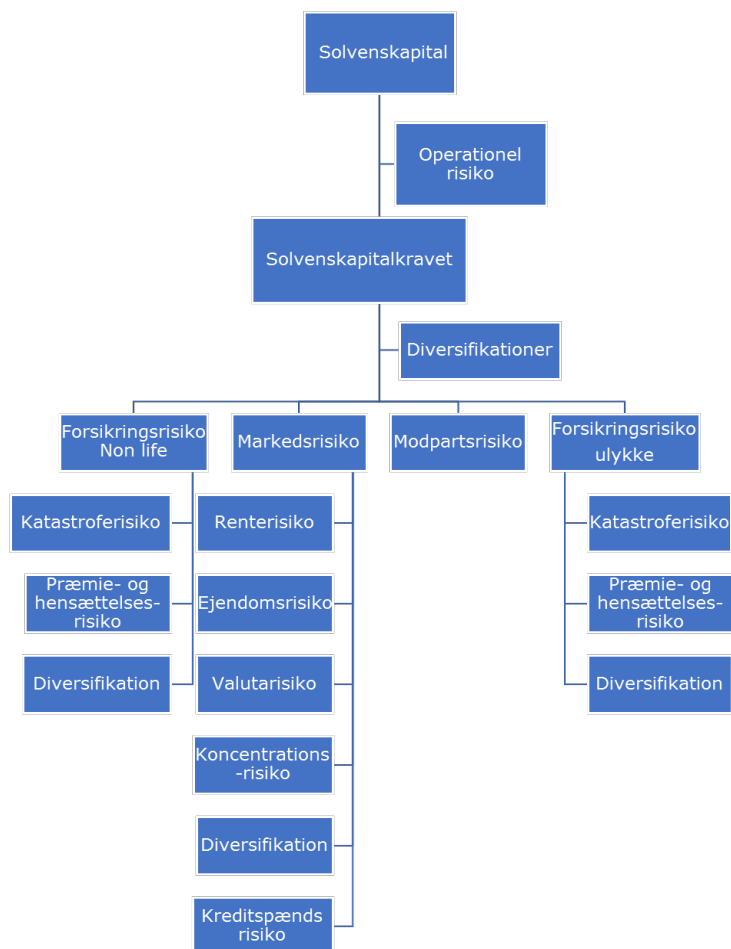 Solvenskapital
Operationel
risiko
Solvenskapitalkravet
Diversifikationer
Forsikringsrisiko
Non life
Markedsrisiko
Modpartsrisiko
Forsikringsrisiko
ulykke
Katastroferisiko
Præmie- og
hensættelses-
risiko
Diversifikation
Renterisiko
Ejendomsrisiko
Valutarisiko
Koncentrations
-risiko
Diversifikation
Kreditspænds
risiko
Katastroferisiko
Præmie- og
hensættelses-
risiko
Diversifikation